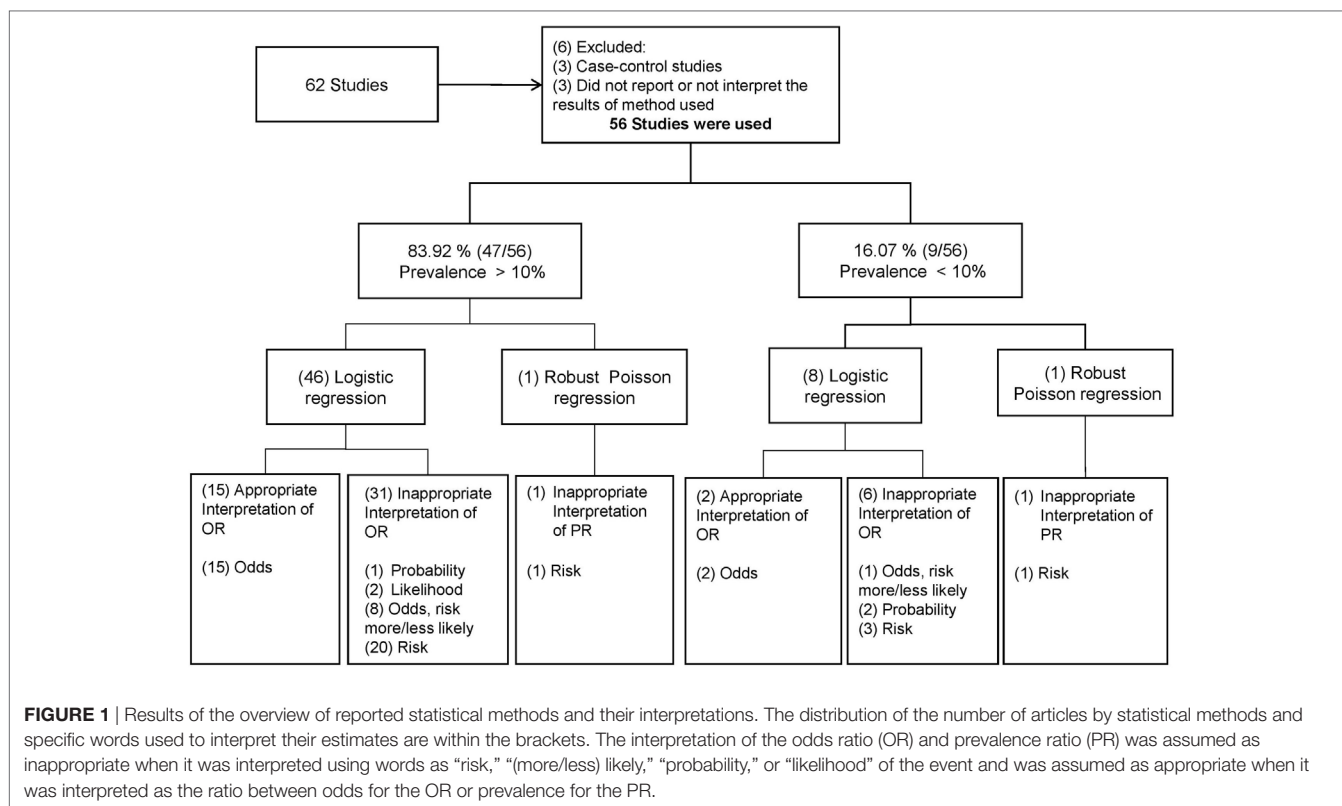 62 Studies
(6) Excluded:
(3) Case-control studies
(3) Did not report or not interpret the
results of method used
56 Studies were used
83.92 % (47/56)
Prevalence > 10%
16.07 % (9/56)
Prevalence < 10%
(46) Logistic
regression
(1) Robust Poisson
regression
(8) Logistic
regression
(1) Robust
Poisson regression
(15) Appropriate
Interpretation of
OR
(15) Odds
(31) Inappropriate
Interpretation of
OR
(1) Probability
(2) Likelihood
(8) Odds, risk
more/less likely
(20) Risk
(1) Inappropriate
Interpretation
of PR
(1) Risk
(2) Appropriate
Interpretation of
OR
(2) Odds
(6) Inappropriate
Interpretation of
OR
(1) Odds, risk
more/less likely
(2) Probability
(3) Risk
(1) Inappropriate
Interpretation of
PR
(1) Risk
FIGURE 1 | Results of the overview of reported statistical methods and their interpretations. The distribution of the number of articles by statistical methods and
specific words used to interpret their estimates are within the brackets. The interpretation of the odds ratio (OR) and prevalence ratio (PR) was assumed as
inappropriate when it was interpreted using words as “risk,” “(more/less) likely,” “probability,” or “likelihood” of the event and was assumed as appropriate when it
was interpreted as the ratio between odds for the OR or prevalence for the PR.